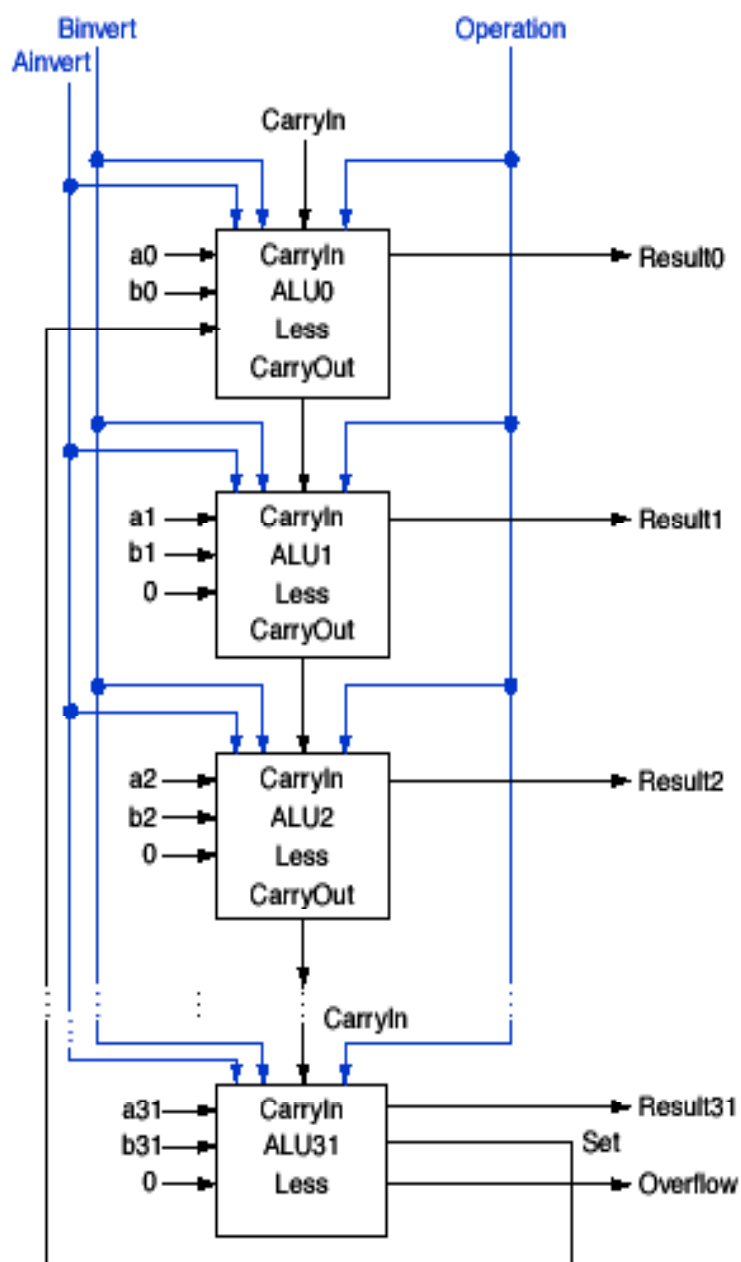 Binvert
Operation
Ainvert
CarryIn
a0
CarryIn
Result0
b0
ALU0
Less
CarryOut
a1
CarryIn
Result1
b1
ALU1
0
Less
CarryOut
a2
CarryIn
Result2
b2
ALU2
0
Less
CarryOut
CarryIn
a31
CarryIn
Result31
b31
ALU31
Set
0
Less
Overflow